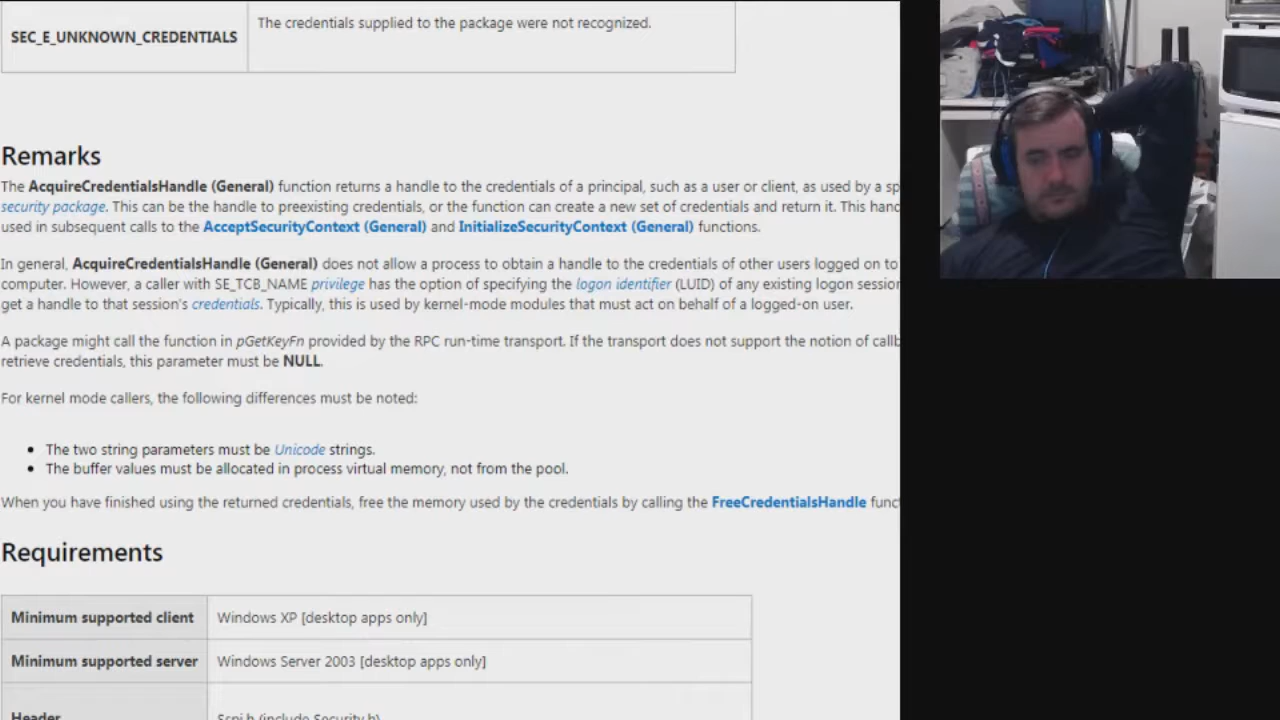 The credentials supplied to the package were not recognized.
SEC_E_UNKNOWN_CREDENTIALS
Remarks
The AcquireCredentialsHandle (General) function returns a handle to the credentials of a principal, such as a user or client, as used by a sp
security package. This can be the handle to preexisting credentials, or the function can create a new set of credentials and return it. This hand
used in subsequent calls to the AcceptSecurityContext (General) and InitializeSecurityContext (General) functions.
In general, AcquireCredentialsHandle (General) does not allow a process to obtain a handle to the credentials of other users logged on to
computer. However, a caller with SE_TCB_NAME privilege has the option of specifying the logon identifier (LUID) of any existing logon session
get a handle to that session's credentials. Typically, this is used by kernel-mode modules that must act on behalf of a logged-on user.
A package might call the function in pGetKeyFn provided by the RPC run-time transport. If the transport does not support the notion of callb
retrieve credentials, this parameter must be NULL.
For kernel mode callers, the following differences must be noted:
• The two string parameters must be Unicode strings.
• The buffer values must be allocated in process virtual memory, not from the pool.
When you have finished using the returned credentials, free the memory used by the credentials by calling the FreeCredentialsHandle funct
Requirements
Minimum supported client Windows XP [desktop apps only]
Minimum supported server Windows Server 2003 [desktop apps only]
Header Sspi.h (include Security.h)